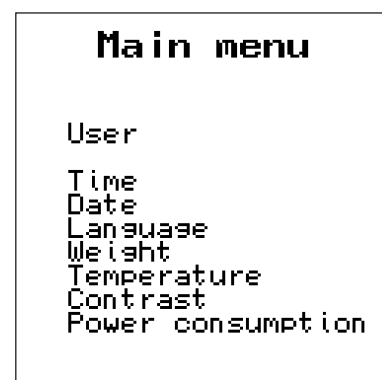 Main menu
User
Time
Date
Language
Weight
Temperature
Contrast
Power consumption